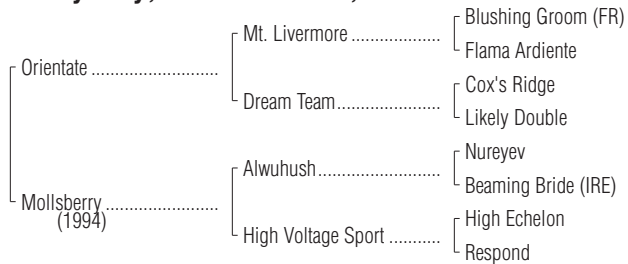 Blushing Groom (FR)
Mt. Livermore ....................
Flama Ardiente
Orientate ............................
Cox's Ridge
Dream Team.......................
Likely Double
Nureyev
Alwuhush...........................
Beaming Bride (IRE)
Mollsberry .........................
(1994)
High Echelon
High Voltage Sport ...........
Respond